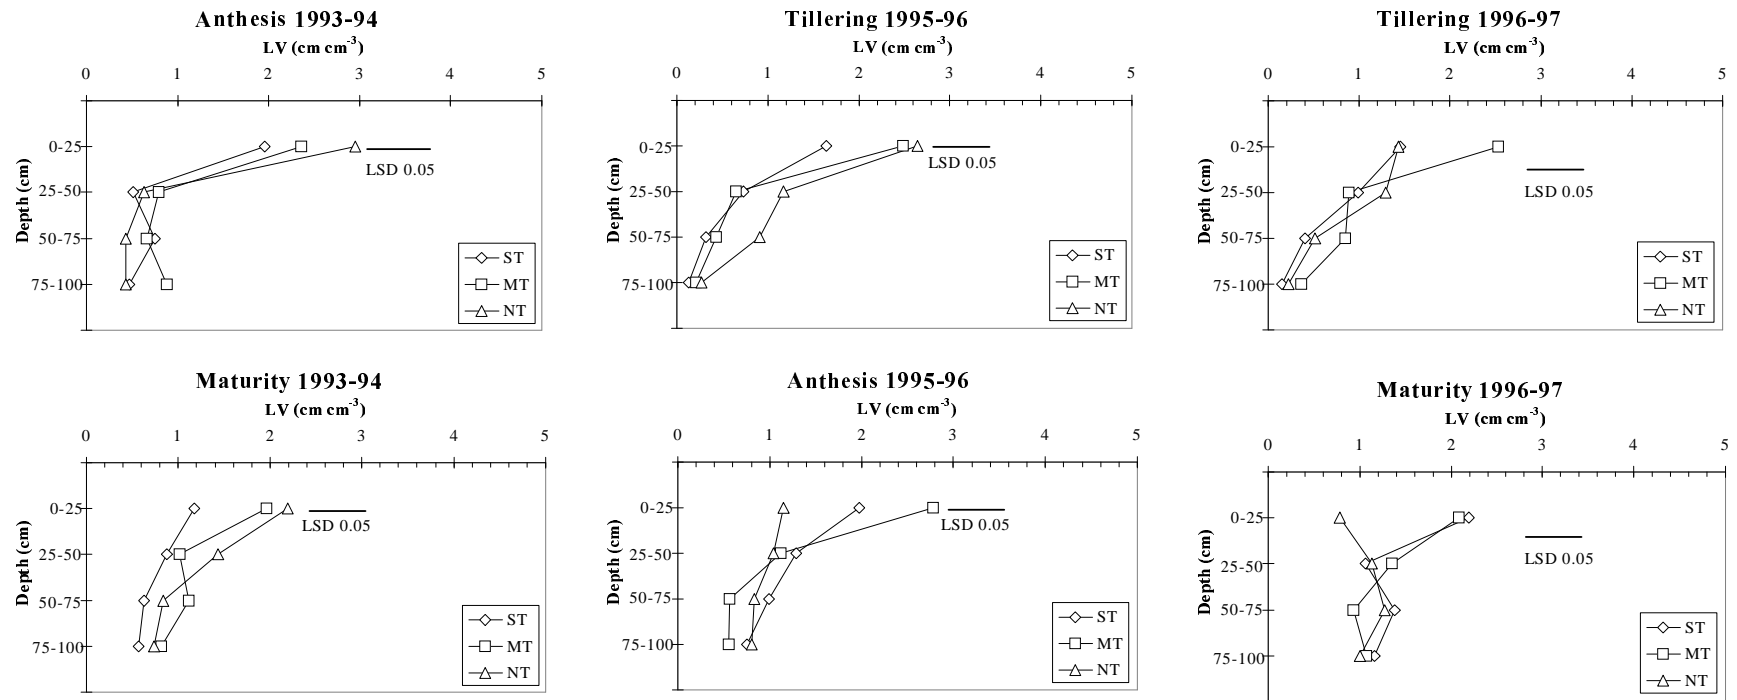 Anthesis 1993-94
LV (cm cm-3)
0 1 2 3 4 5
Depth (cm)
0-25
25-50
50-75
75-100
LSD 0.05
ST
MT
NT
Tillering 1995-96
LV (cm cm-3)
0 1 2 3 4 5
Depth (cm)
0-25
25-50
50-75
75-100
LSD 0.05
ST
MT
NT
Tillering 1996-97
LV (cm cm-3)
0 1 2 3 4 5
Depth (cm)
0-25
25-50
50-75
75-100
LSD 0.05
ST
MT
NT
Maturity 1993-94
LV (cm cm-3)
0 1 2 3 4 5
Depth (cm)
0-25
25-50
50-75
75-100
LSD 0.05
ST
MT
NT
Anthesis 1995-96
LV (cm cm-3)
0 1 2 3 4 5
Depth (cm)
0-25
25-50
50-75
75-100
LSD 0.05
ST
MT
NT
Maturity 1996-97
LV (cm cm-3)
0 1 2 3 4 5
Depth (cm)
0-25
25-50
50-75
75-100
LSD 0.05
ST
MT
NT